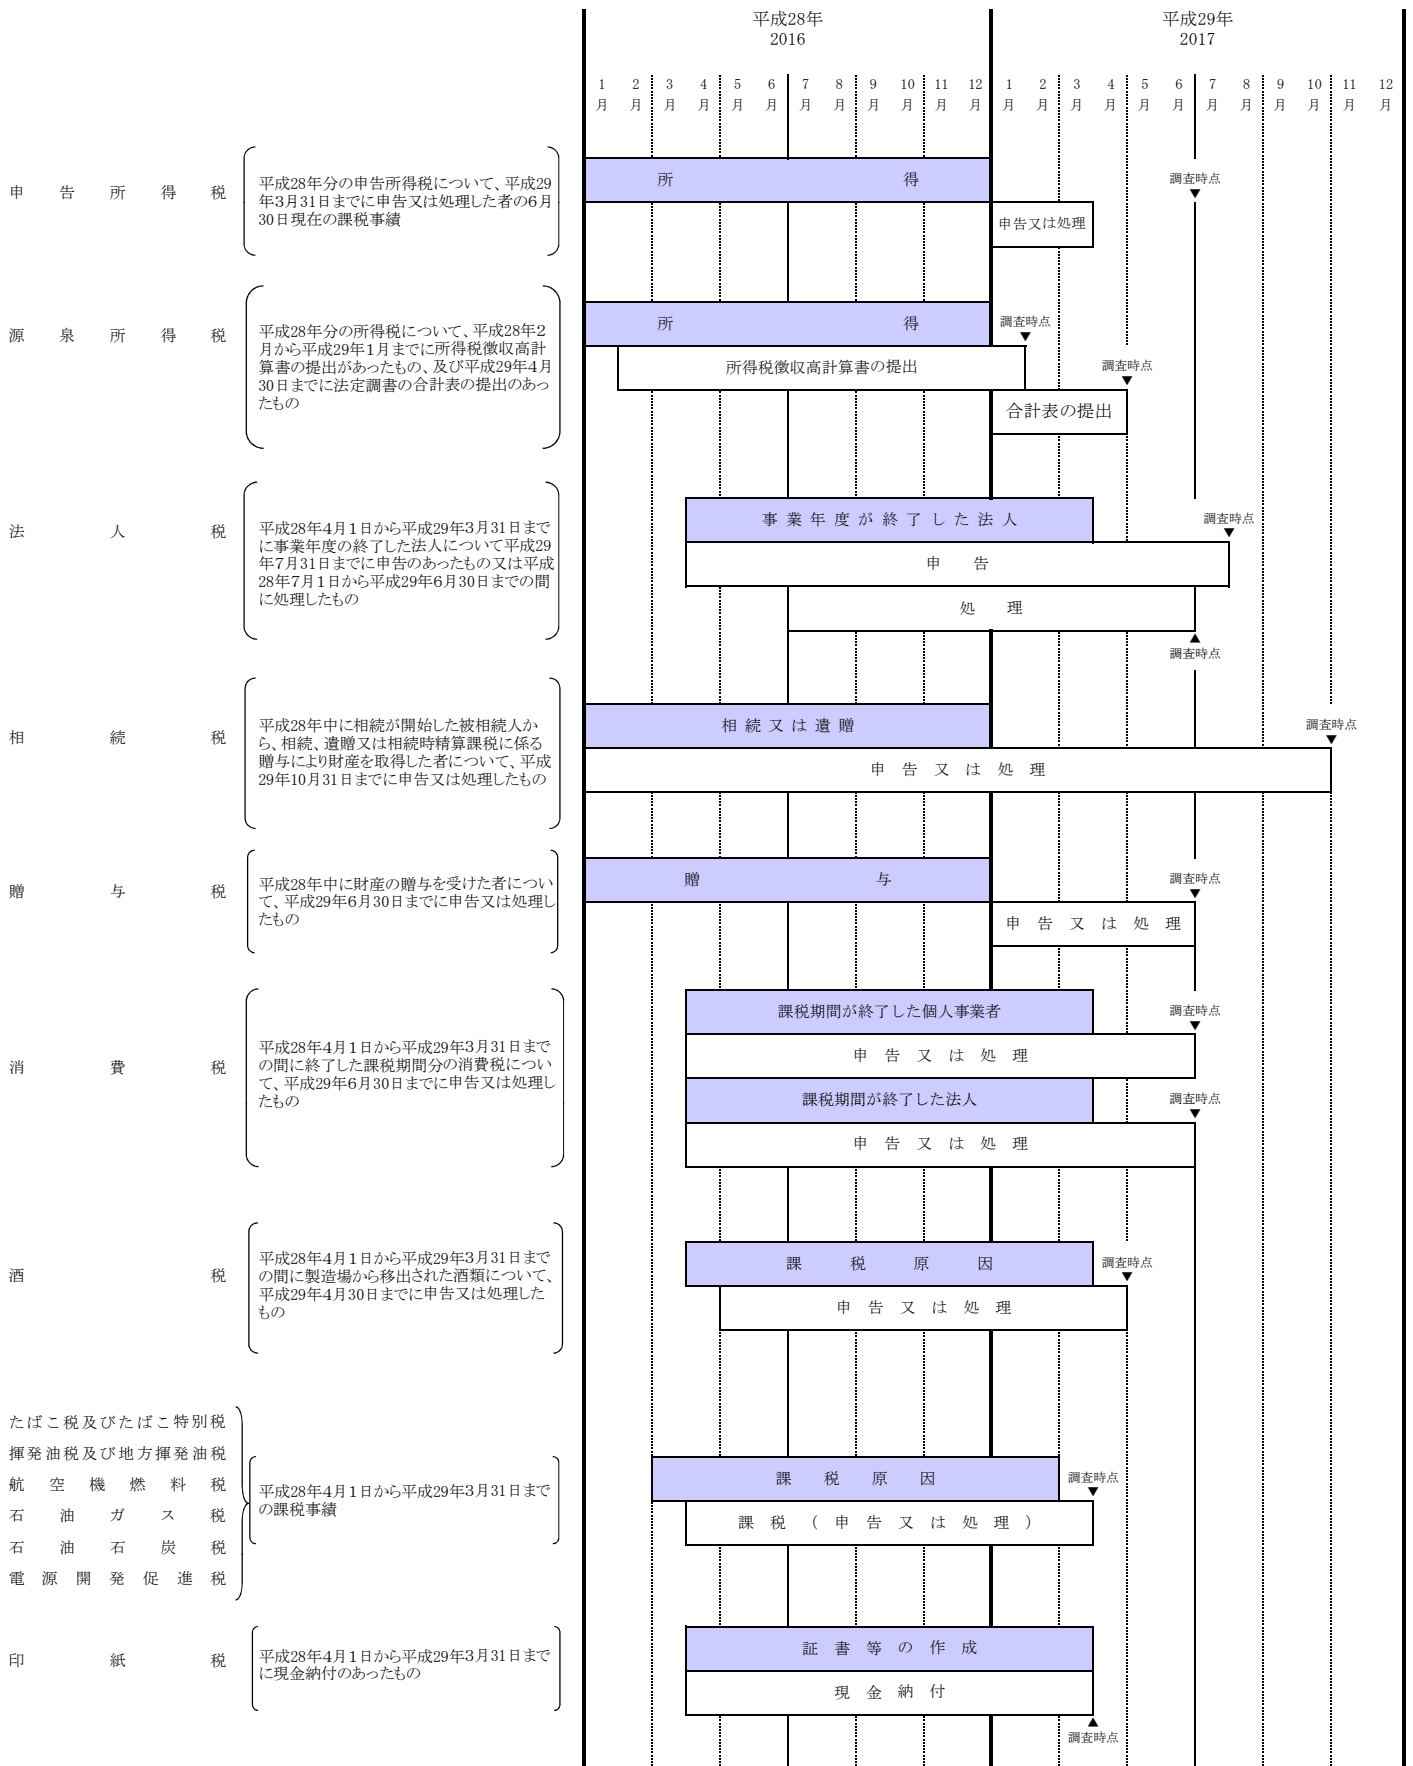 平成28年
2016
平成29年
2017
1月 2月 3月 4月 5月 6月 7月 8月 9月 10月 11月 12月 1月 2月 3月 4月 5月 6月 7月 8月 9月 10月 11月 12月
申告所得税
平成28年分の申告所得税について、平成29
年3月31日までに申告又は処理した者の6月
30日現在の課税事績
所得
調査時点
▼
申告又は処理
源泉所得税
平成28年分の所得税について、平成28年2
月から平成29年1月までに所得税徴収高計
算書の提出があったもの、及び平成29年4月
30日までに法定調書の合計表の提出のあっ
たもの
所得
調査時点
▼
所得税徴収高計算書の提出
調査時点
▼
合計表の提出
法人税
平成28年4月1日から平成29年3月31日まで
に事業年度の終了した法人について平成29
年7月31日までに申告のあったもの又は平成
28年7月1日から平成29年6月30日までの間
に処理したもの
事業年度が終了した法人
調査時点
▼
申告
処理
▲
調査時点
相続税
平成28年中に相続が開始した被相続人か
ら、相続、遺贈又は相続時精算課税に係る
贈与により財産を取得した者について、平成
29年10月31日までに申告又は処理したもの
相続又は遺贈
調査時点
▼
申告又は処理
贈与税
平成28年中に財産の贈与を受けた者につい
て、平成29年6月30日までに申告又は処理し
たもの
贈与
調査時点
▼
申告又は処理
消費税
平成28年4月1日から平成29年3月31日まで
の間に終了した課税期間分の消費税につい
て、平成29年6月30日までに申告又は処理し
たもの
課税期間が終了した個人事業者
調査時点
▼
申告又は処理
課税期間が終了した法人
調査時点
▼
申告又は処理
酒税
平成28年4月1日から平成29年3月31日まで
の間に製造場から移出された酒類について、
平成29年4月30日までに申告又は処理した
もの
課税原因
調査時点
▼
申告又は処理
たばこ税及びたばこ特別税
揮発油税及び地方揮発油税
航空機燃料税
石油ガス税
石油石炭税
電源開発促進税
平成28年4月1日から平成29年3月31日まで
の課税事績
課税原因
調査時点
▼
課税（申告又は処理）
印紙税
平成28年4月1日から平成29年3月31日まで
に現金納付のあったもの
証書等の作成
現金納付
▲
調査時点